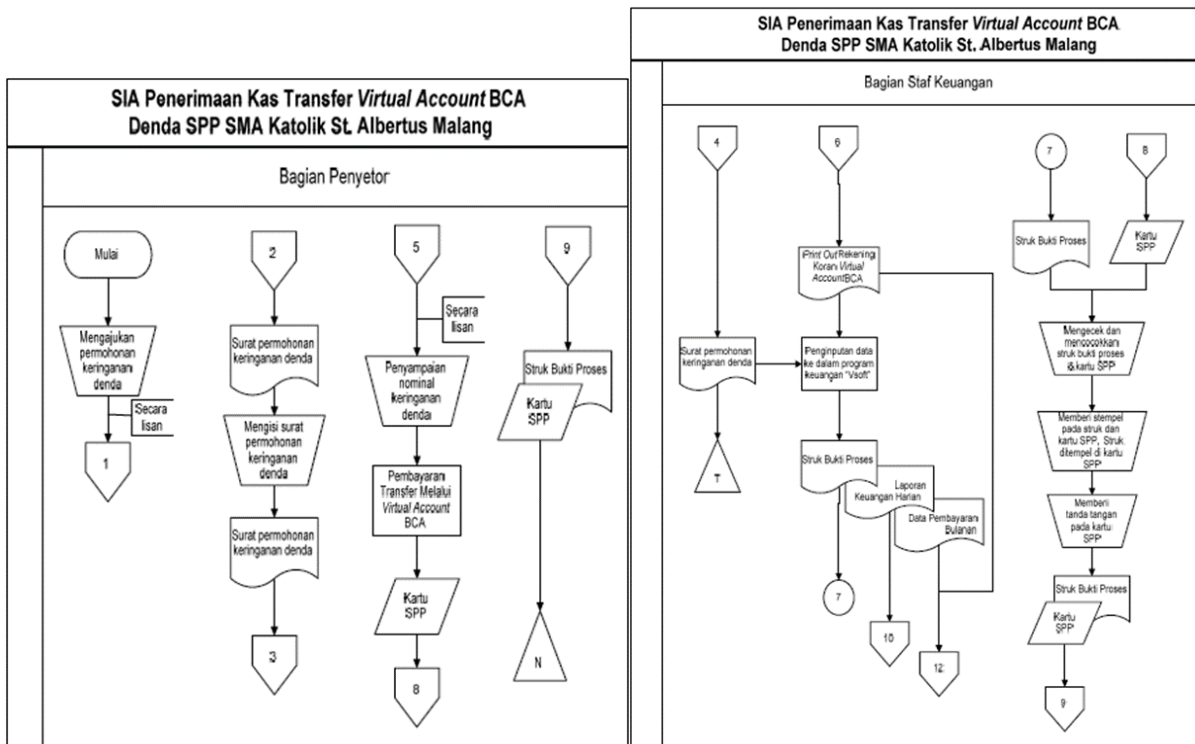 SIA Penerimaan Kas Transfer Virtual Account BCA
Denda SPP SMA Katolik St. Albertus Malang
Bagian Penyetor
Mulai
Mengajukan
permohonan
keringanan
denda
Secara
lisan
1
2
Surat permohonan
keringanan denda
Mengisi surat
permohonan
keringanan
denda
Surat permohonan
keringanan denda
3
5
Secara
lisan
Penyampaian
nominal
keringanan
denda
Pembayaran
Transfer Melalui
Virtual Account
BCA
Kartu
SPP
8
9
Struk Bukti Proses
Kartu
SPP
N
SIA Penerimaan Kas Transfer Virtual Account BCA
Denda SPP SMA Katolik St. Albertus Malang
Bagian Staf Keuangan
4
Surat permohonan
keringanan denda
T
6
Print Out Rekening
Koran Virtual
Account BCA
Penginputan data
ke dalam program
keuangan "Vsoft"
Struk Bukti Proses
Laporan
Keuangan Harian
Data Pembayaran
Bulanan
7
10
12
7
8
Struk Bukti Proses
Kartu
SPP
Mengecek dan
mencocokkan
struk bukti proses
& kartu SPP
Memberi stempel
pada struk dan
kartu SPP, Struk
ditempel di kartu
SPP
Memberi
tanda tangan
pada kartu
SPP
Struk Bukti Proses
Kartu
SPP
9